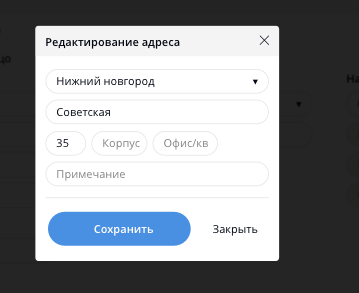 Редактирование адреса
Нижний новгород
Советская
35 Корпус Офис/кв
Примечание
Сохранить Закрыть